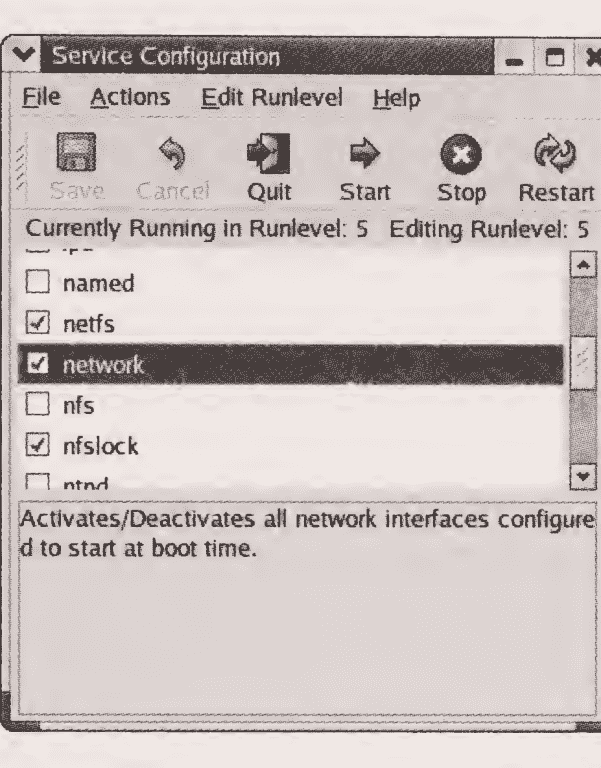 Service Configuration
File Actions Edit Runlevel Help
Save Cancel Quit Start Stop Restart
Currently Running in Runlevel: 5 Editing Runlevel: 5
named
netfs
network
nfs
nfslock
ntpd
Activates/Deactivates all network interfaces configure
d to start at boot time.